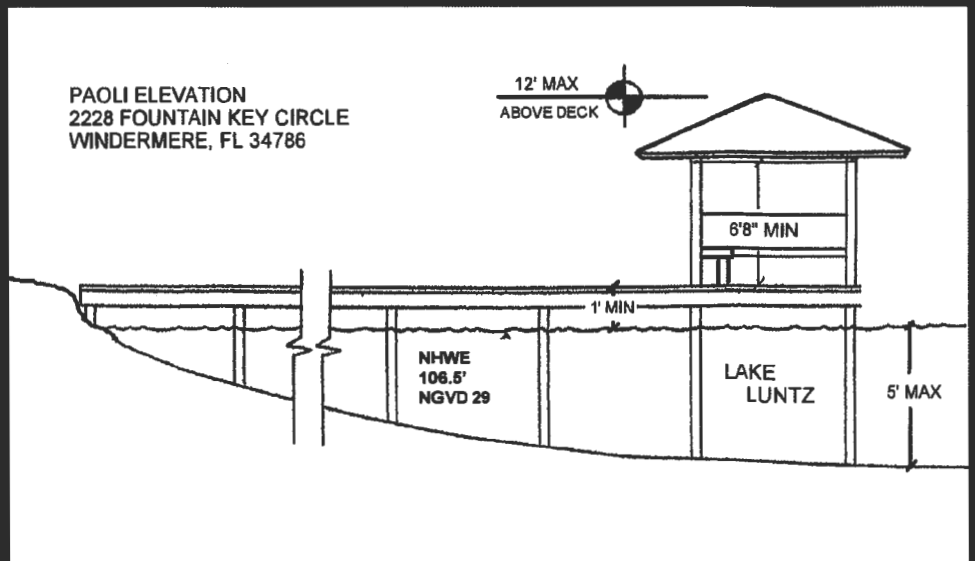 PAOLI ELEVATION
2228 FOUNTAIN KEY CIRCLE
WINDERMERE, FL 34786
12' MAX
ABOVE DECK
6'8" MIN
1' MIN
NHWE
106.5'
NGVD 29
LAKE
LUNTZ
5' MAX